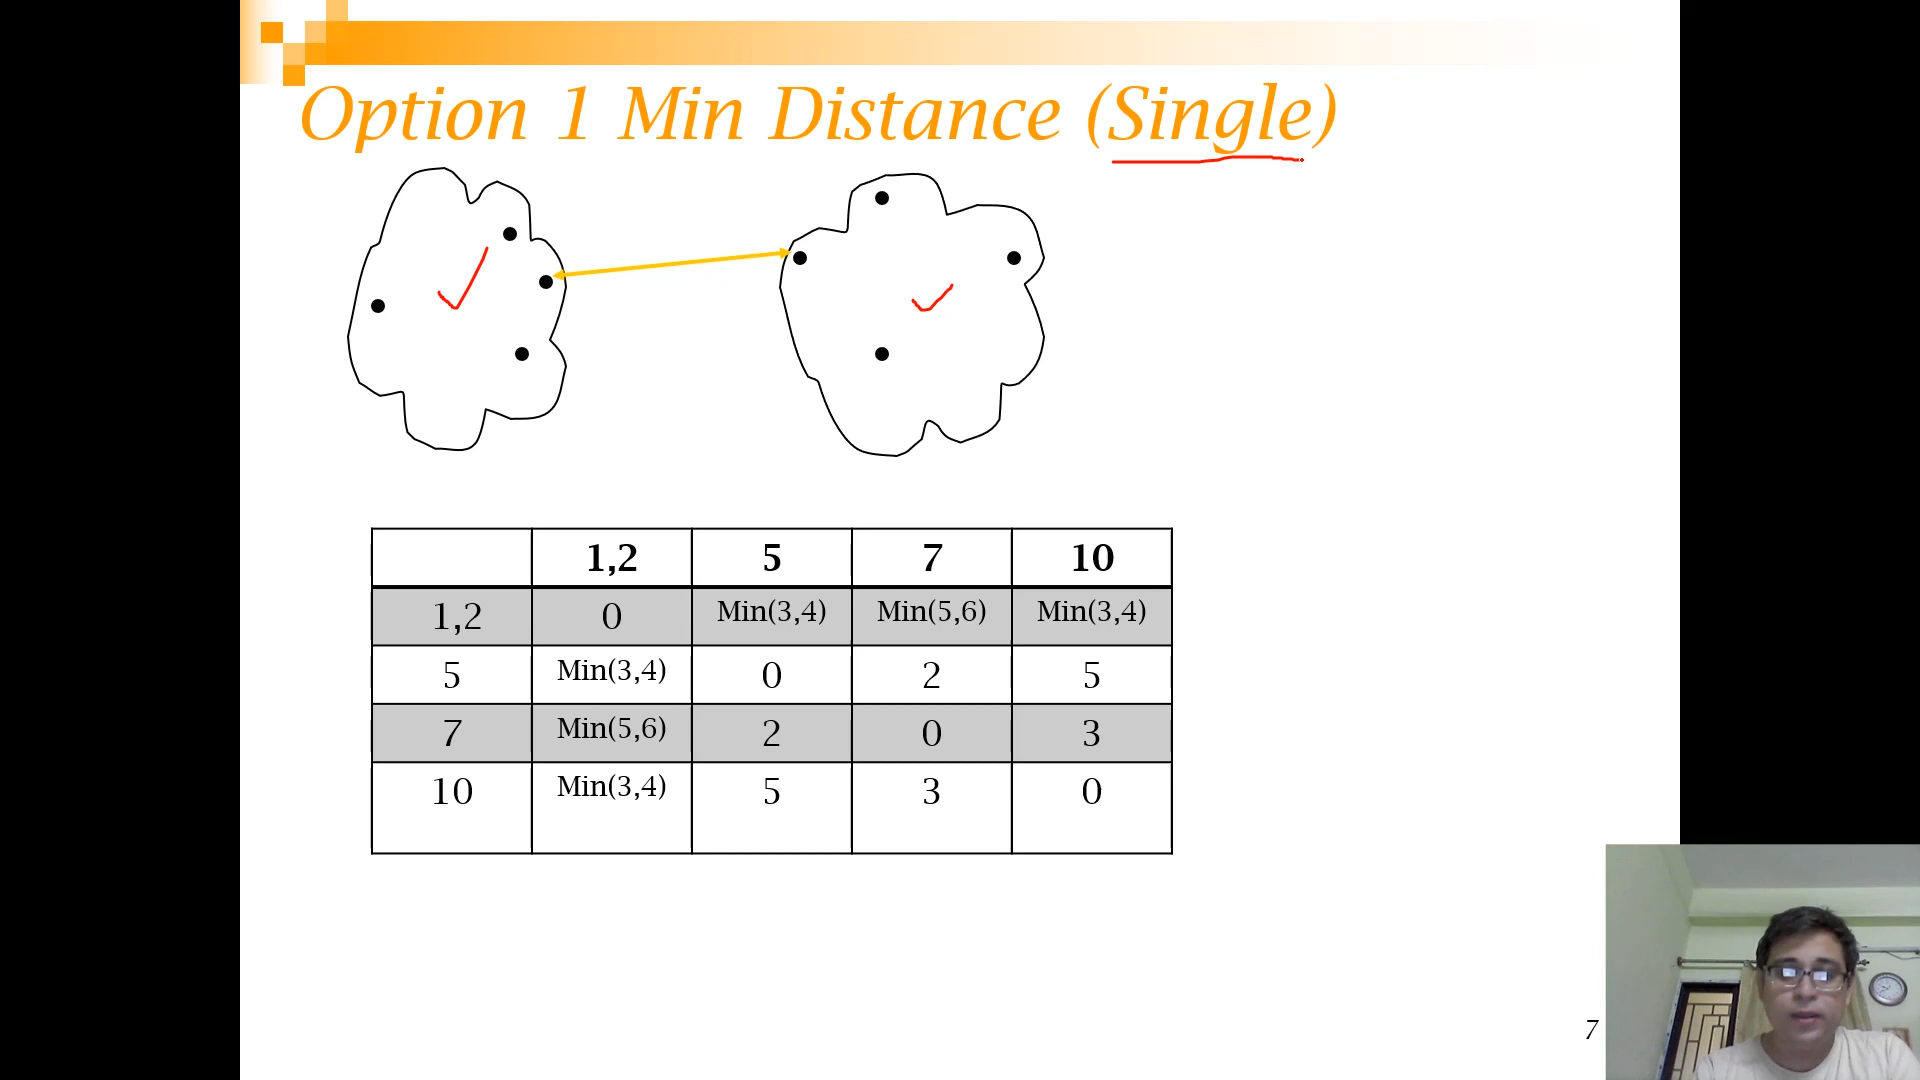 Option 1 Min Distance (Single)
1,2 5 7 10
1,2 0 Min(3,4) Min(5,6) Min(3,4)
5 Min(3,4) 0 2 5
7 Min(5,6) 2 0 3
10 Min(3,4) 5 3 0
7